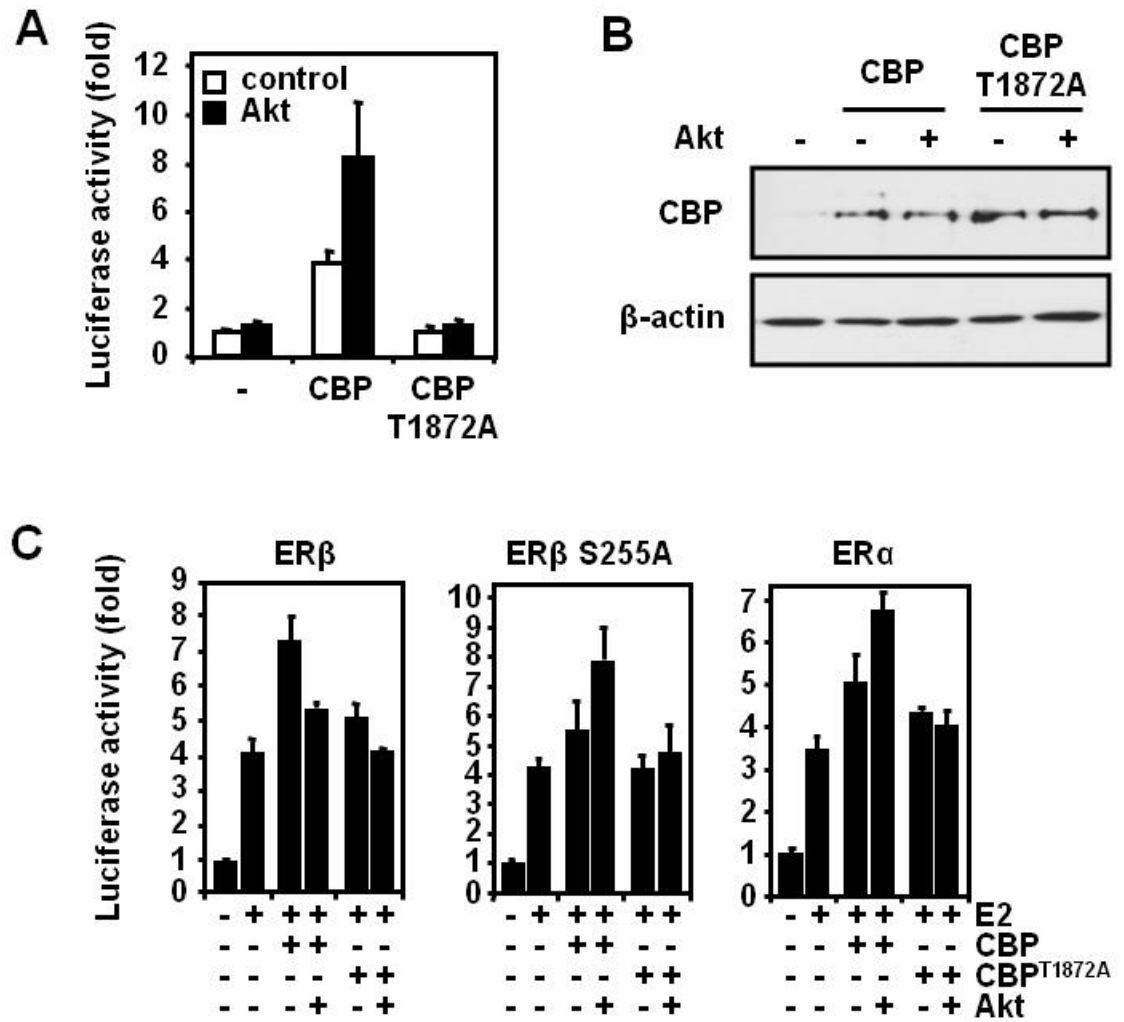 A
Luciferase activity (fold)
12
10
8
6
4
2
0
control
Akt
- CBP CBP
T1872A
B
CBP CBP
T1872A
Akt - - + - +
CBP
β-actin
C
Luciferase activity (fold)
ERβ
9
8
7
6
5
4
3
2
1
0
ERβ S255A
10
9
8
7
6
5
4
3
2
1
0
ERα
7
6
5
4
3
2
1
0
- + + + + + - + + + + + - + + + + + E2
- - + + - - - - + + - - - - + + - - CBP
- - - - + + - - - - + + - - - - + + CBPT1872A
- - - + - + - - - + - + - - - + - + Akt